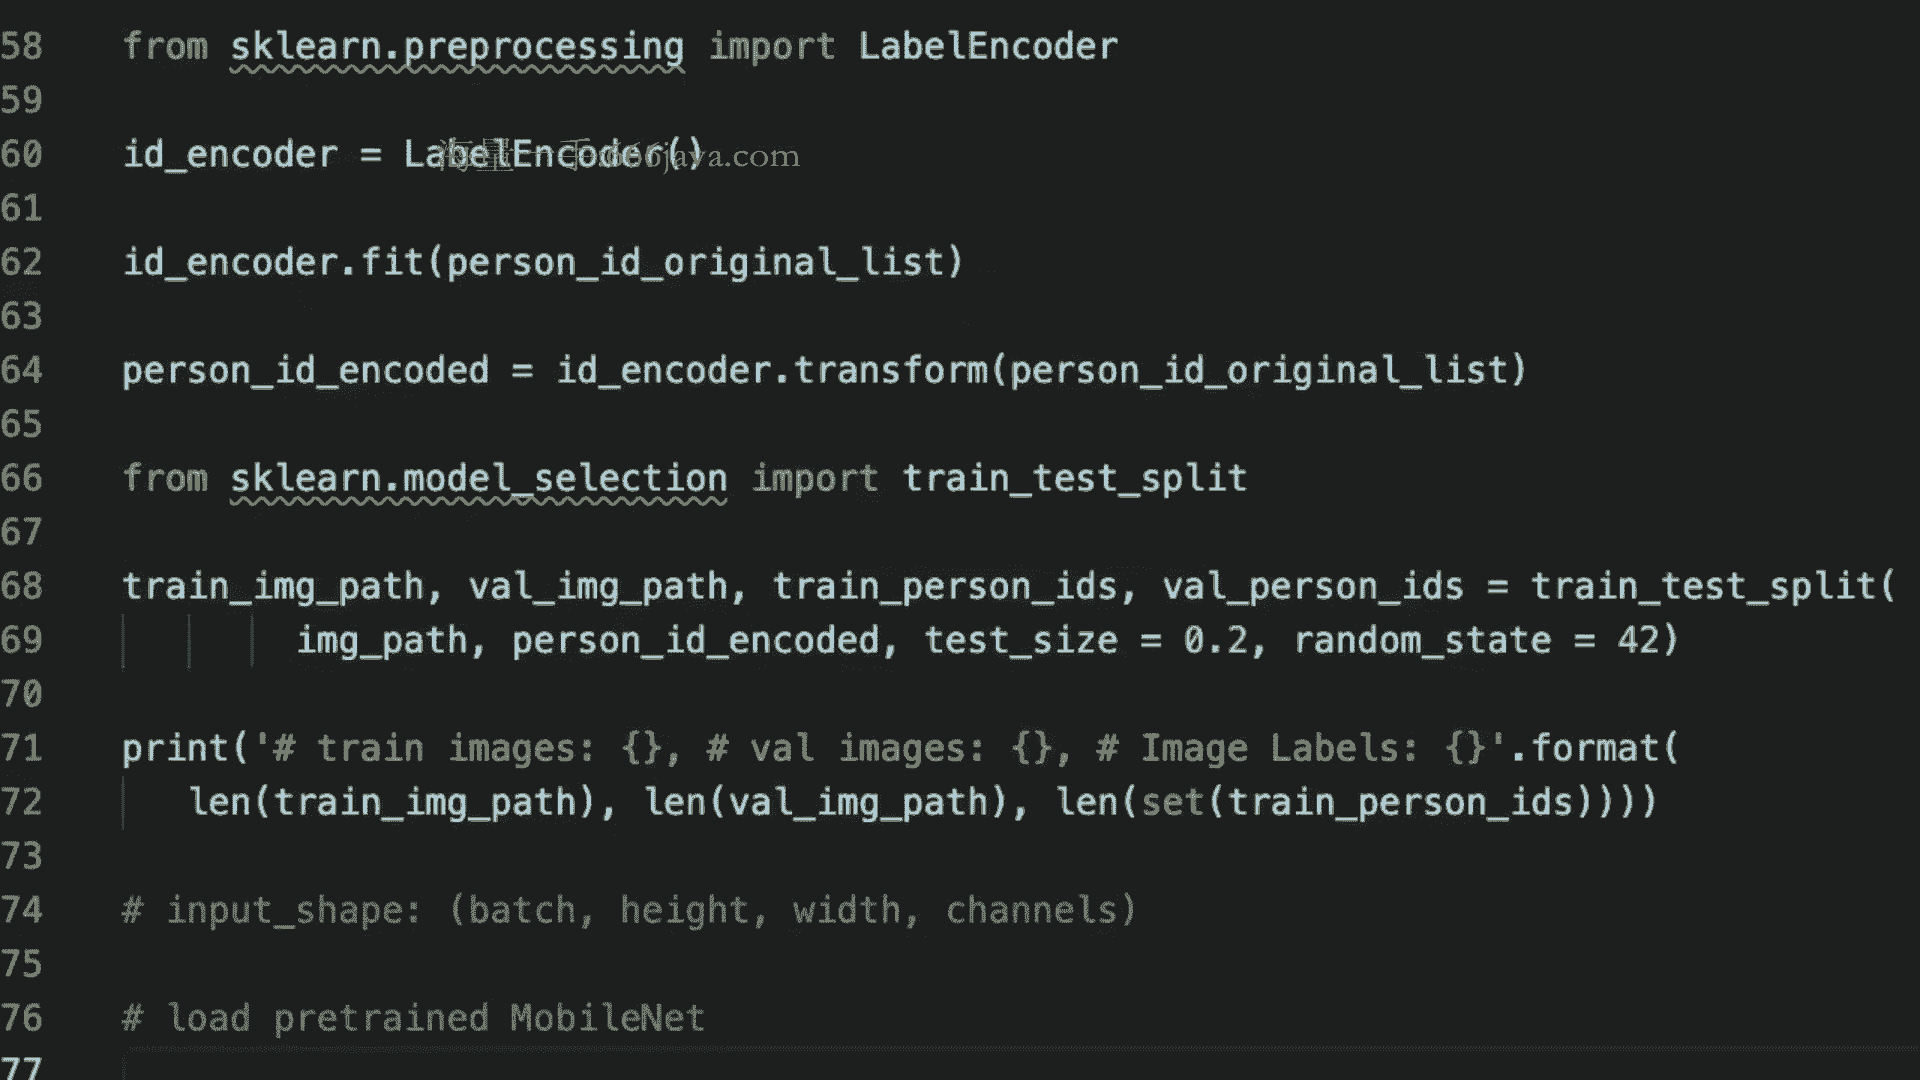 58 from sklearn.preprocessing import LabelEncoder
59
60 id_encoder = LabelEncoder()
海量一手:666java.com
61
62 id_encoder.fit(person_id_original_list)
63
64 person_id_encoded = id_encoder.transform(person_id_original_list)
65
66 from sklearn.model_selection import train_test_split
67
68 train_img_path, val_img_path, train_person_ids, val_person_ids = train_test_split(
69 img_path, person_id_encoded, test_size = 0.2, random_state = 42)
70
71 print('# train images: {}, # val images: {}, # Image Labels: {}'.format(
72 len(train_img_path), len(val_img_path), len(set(train_person_ids))))
73
74 # input_shape: (batch, height, width, channels)
75
76 # load pretrained MobileNet
77